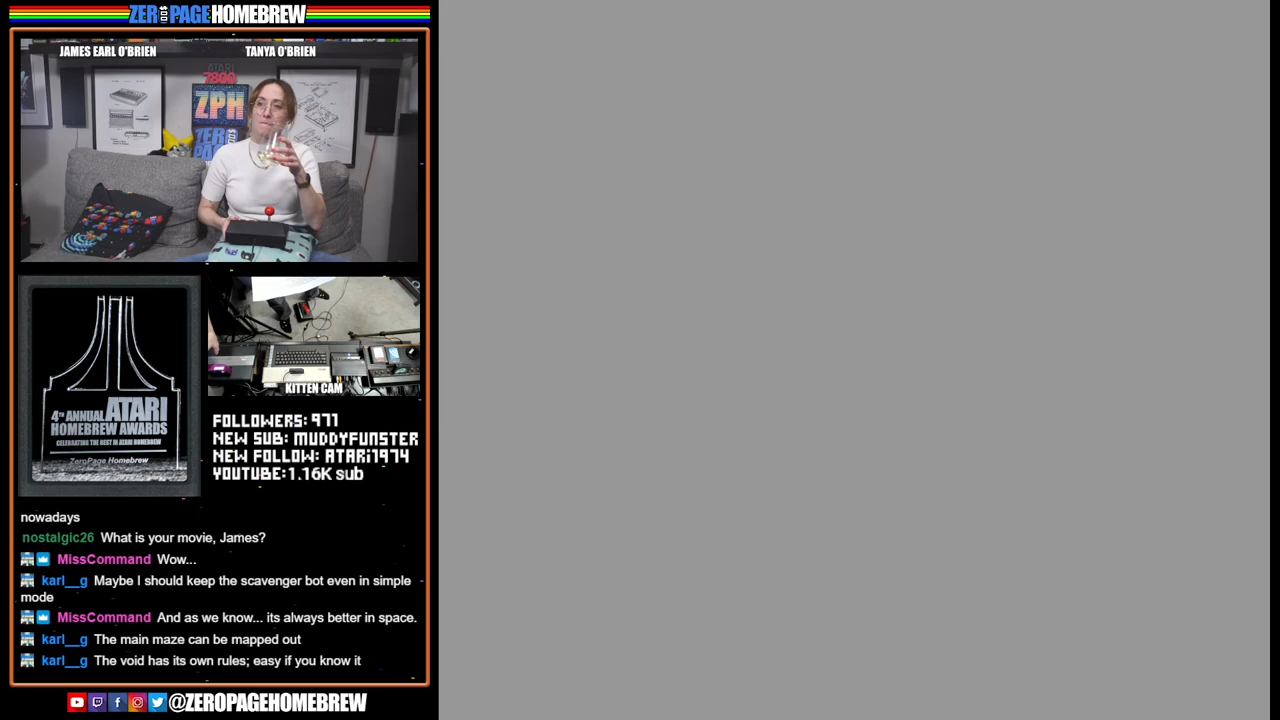 ZEROPAGE HOMEBREW
JAMES EARL O'BRIEN
TANYA O'BRIEN
ATARI
7800
ZPH
ZERO
PAGE
4TH ANNUAL ATARI
HOMEBREW AWARDS
CELEBRATING THE BEST IN ATARI HOMEBREW
ZeroPage Homebrew
KITTEN CAM
FOLLOWERS: 971
NEW SUB: MUDDYFUNSTER
NEW FOLLOW: ATARI1974
YOUTUBE:1.16K sub
nowadays
nostalgic26 What is your movie, James?
MissCommand Wow...
karl__g Maybe I should keep the scavenger bot even in simple
mode
MissCommand And as we know... its always better in space.
karl__g The main maze can be mapped out
karl__g The void has its own rules; easy if you know it
@ZEROPAGEHOMEBREW